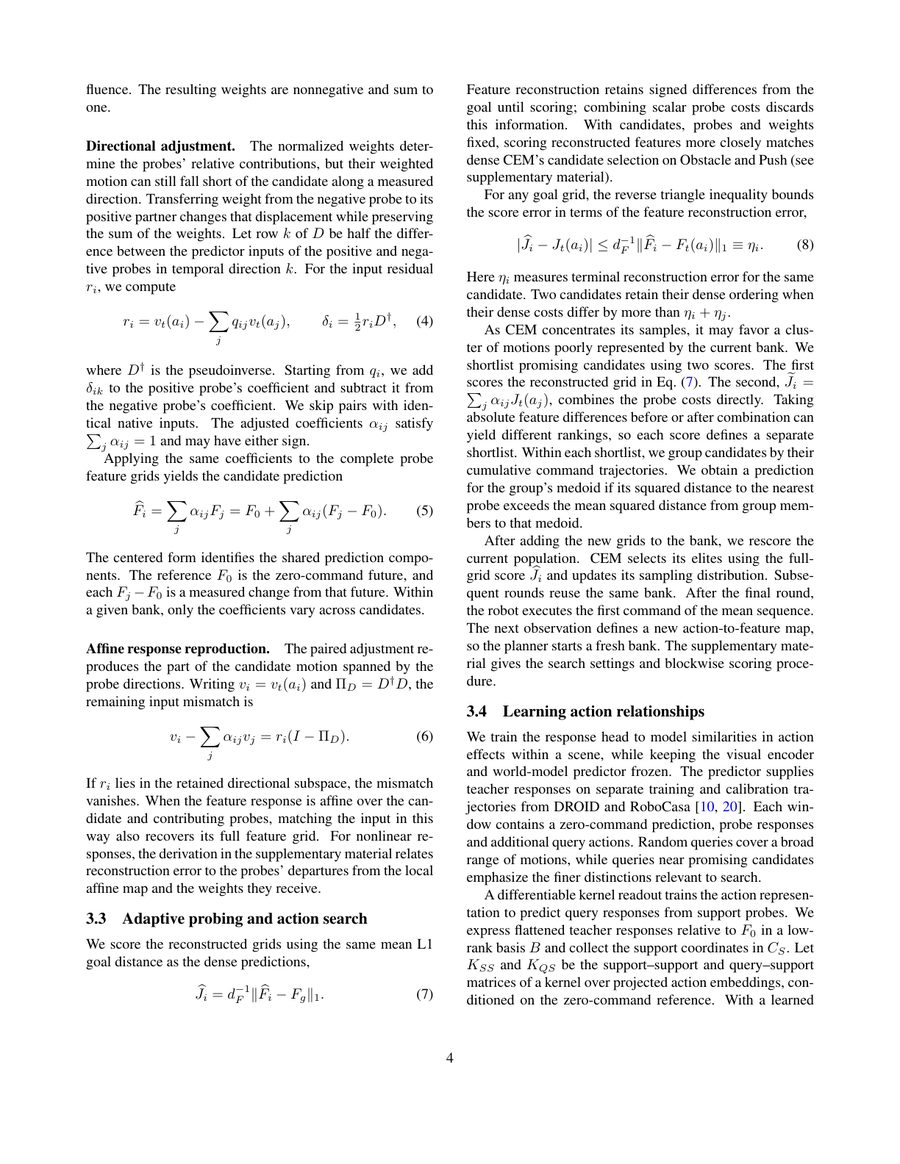 fluence. The resulting weights are nonnegative and sum to
one.
Directional adjustment. The normalized weights deter-
mine the probes' relative contributions, but their weighted
motion can still fall short of the candidate along a measured
direction. Transferring weight from the negative probe to its
positive partner changes that displacement while preserving
the sum of the weights. Let row k of D be half the differ-
ence between the predictor inputs of the positive and nega-
tive probes in temporal direction k. For the input residual
r_i, we compute
r_i = v_t(a_i) − ∑_j q_{ij} v_t(a_j), δ_i = ½ r_i D^†, (4)
where D^† is the pseudoinverse. Starting from q_i, we add
δ_{ik} to the positive probe's coefficient and subtract it from
the negative probe's coefficient. We skip pairs with iden-
tical native inputs. The adjusted coefficients α_{ij} satisfy
∑_j α_{ij} = 1 and may have either sign.
Applying the same coefficients to the complete probe
feature grids yields the candidate prediction
F̂_i = ∑_j α_{ij} F_j = F_0 + ∑_j α_{ij}(F_j − F_0). (5)
The centered form identifies the shared prediction compo-
nents. The reference F_0 is the zero-command future, and
each F_j − F_0 is a measured change from that future. Within
a given bank, only the coefficients vary across candidates.
Affine response reproduction. The paired adjustment re-
produces the part of the candidate motion spanned by the
probe directions. Writing v_i = v_t(a_i) and Π_D = D^†D, the
remaining input mismatch is
v_i − ∑_j α_{ij} v_j = r_i(I − Π_D). (6)
If r_i lies in the retained directional subspace, the mismatch
vanishes. When the feature response is affine over the can-
didate and contributing probes, matching the input in this
way also recovers its full feature grid. For nonlinear re-
sponses, the derivation in the supplementary material relates
reconstruction error to the probes' departures from the local
affine map and the weights they receive.
3.3 Adaptive probing and action search
We score the reconstructed grids using the same mean L1
goal distance as the dense predictions,
Ĵ_i = d_F^{−1}‖F̂_i − F_g‖_1. (7)
Feature reconstruction retains signed differences from the
goal until scoring; combining scalar probe costs discards
this information. With candidates, probes and weights
fixed, scoring reconstructed features more closely matches
dense CEM's candidate selection on Obstacle and Push (see
supplementary material).
For any goal grid, the reverse triangle inequality bounds
the score error in terms of the feature reconstruction error,
|Ĵ_i − J_t(a_i)| ≤ d_F^{−1}‖F̂_i − F_t(a_i)‖_1 ≡ η_i. (8)
Here η_i measures terminal reconstruction error for the same
candidate. Two candidates retain their dense ordering when
their dense costs differ by more than η_i + η_j.
As CEM concentrates its samples, it may favor a clus-
ter of motions poorly represented by the current bank. We
shortlist promising candidates using two scores. The first
scores the reconstructed grid in Eq. (7). The second, J̃_i =
∑_j α_{ij} J_t(a_j), combines the probe costs directly. Taking
absolute feature differences before or after combination can
yield different rankings, so each score defines a separate
shortlist. Within each shortlist, we group candidates by their
cumulative command trajectories. We obtain a prediction
for the group's medoid if its squared distance to the nearest
probe exceeds the mean squared distance from group mem-
bers to that medoid.
After adding the new grids to the bank, we rescore the
current population. CEM selects its elites using the full-
grid score Ĵ_i and updates its sampling distribution. Subse-
quent rounds reuse the same bank. After the final round,
the robot executes the first command of the mean sequence.
The next observation defines a new action-to-feature map,
so the planner starts a fresh bank. The supplementary mate-
rial gives the search settings and blockwise scoring proce-
dure.
3.4 Learning action relationships
We train the response head to model similarities in action
effects within a scene, while keeping the visual encoder
and world-model predictor frozen. The predictor supplies
teacher responses on separate training and calibration tra-
jectories from DROID and RoboCasa [10, 20]. Each win-
dow contains a zero-command prediction, probe responses
and additional query actions. Random queries cover a broad
range of motions, while queries near promising candidates
emphasize the finer distinctions relevant to search.
A differentiable kernel readout trains the action represen-
tation to predict query responses from support probes. We
express flattened teacher responses relative to F_0 in a low-
rank basis B and collect the support coordinates in C_S. Let
K_{SS} and K_{QS} be the support–support and query–support
matrices of a kernel over projected action embeddings, con-
ditioned on the zero-command reference. With a learned
4